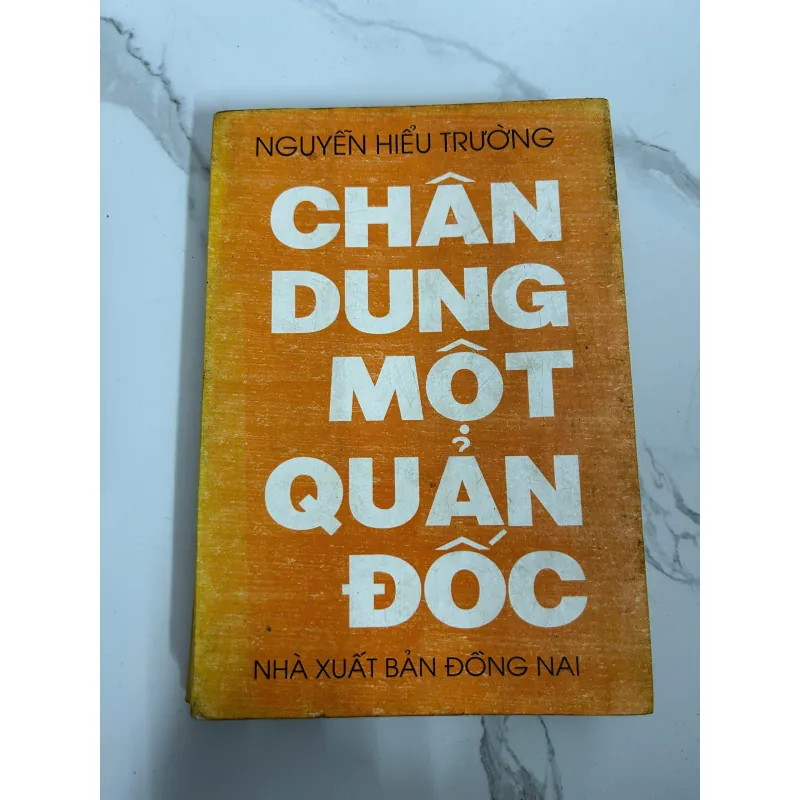 NGUYỄN HIỂU TRƯỜNG
CHÂN
DUNG
MỘT
QUẢN
ĐỐC
NHÀ XUẤT BẢN ĐỒNG NAI